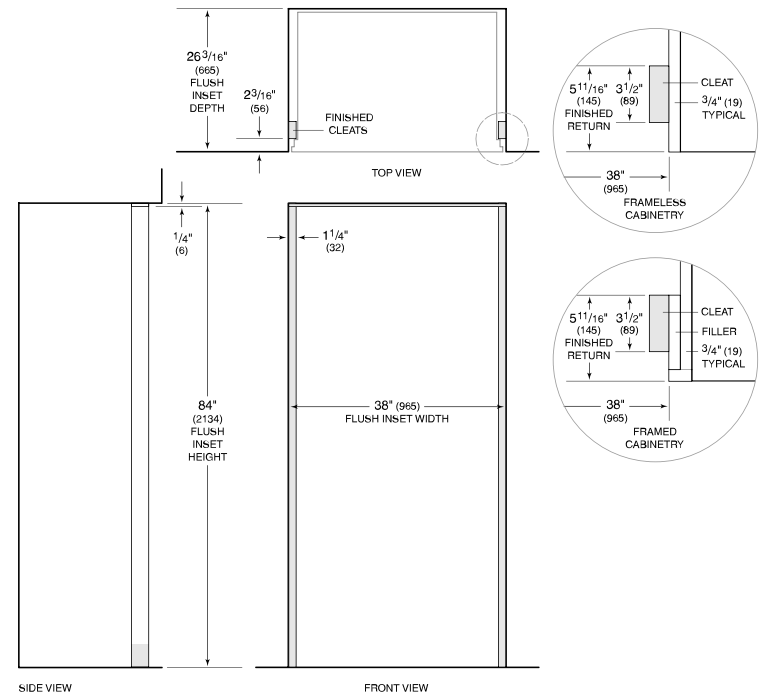 26 3/16"
(665)
FLUSH
INSET
DEPTH
2 3/16"
(56)
FINISHED
CLEATS
TOP VIEW
5 11/16"
(145)
FINISHED
RETURN
3 1/2"
(89)
CLEAT
3/4" (19)
TYPICAL
38"
(965)
FRAMELESS
CABINETRY
1/4"
(6)
1 1/4"
(32)
5 11/16"
(145)
FINISHED
RETURN
3 1/2"
(89)
CLEAT
FILLER
3/4" (19)
TYPICAL
38"
(965)
FRAMED
CABINETRY
84"
(2134)
FLUSH
INSET
HEIGHT
38" (965)
FLUSH INSET WIDTH
SIDE VIEW
FRONT VIEW